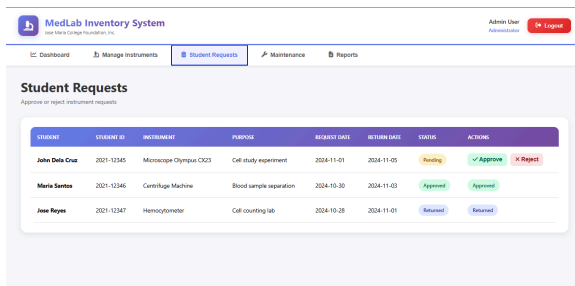 MedLab Inventory System
Jose Maria College Foundation, Inc.
Admin User
Administrator
Logout
Dashboard
Manage Instruments
Student Requests
Maintenance
Reports
Student Requests
Approve or reject instrument requests
STUDENT STUDENT ID INSTRUMENT PURPOSE REQUEST DATE RETURN DATE STATUS ACTIONS
John Dela Cruz 2021-12345 Microscope Olympus CX23 Cell study experiment 2024-11-01 2024-11-05 Pending Approve Reject
Maria Santos 2021-12346 Centrifuge Machine Blood sample separation 2024-10-30 2024-11-03 Approved Approved
Jose Reyes 2021-12347 Hemocytometer Cell counting lab 2024-10-28 2024-11-01 Returned Returned